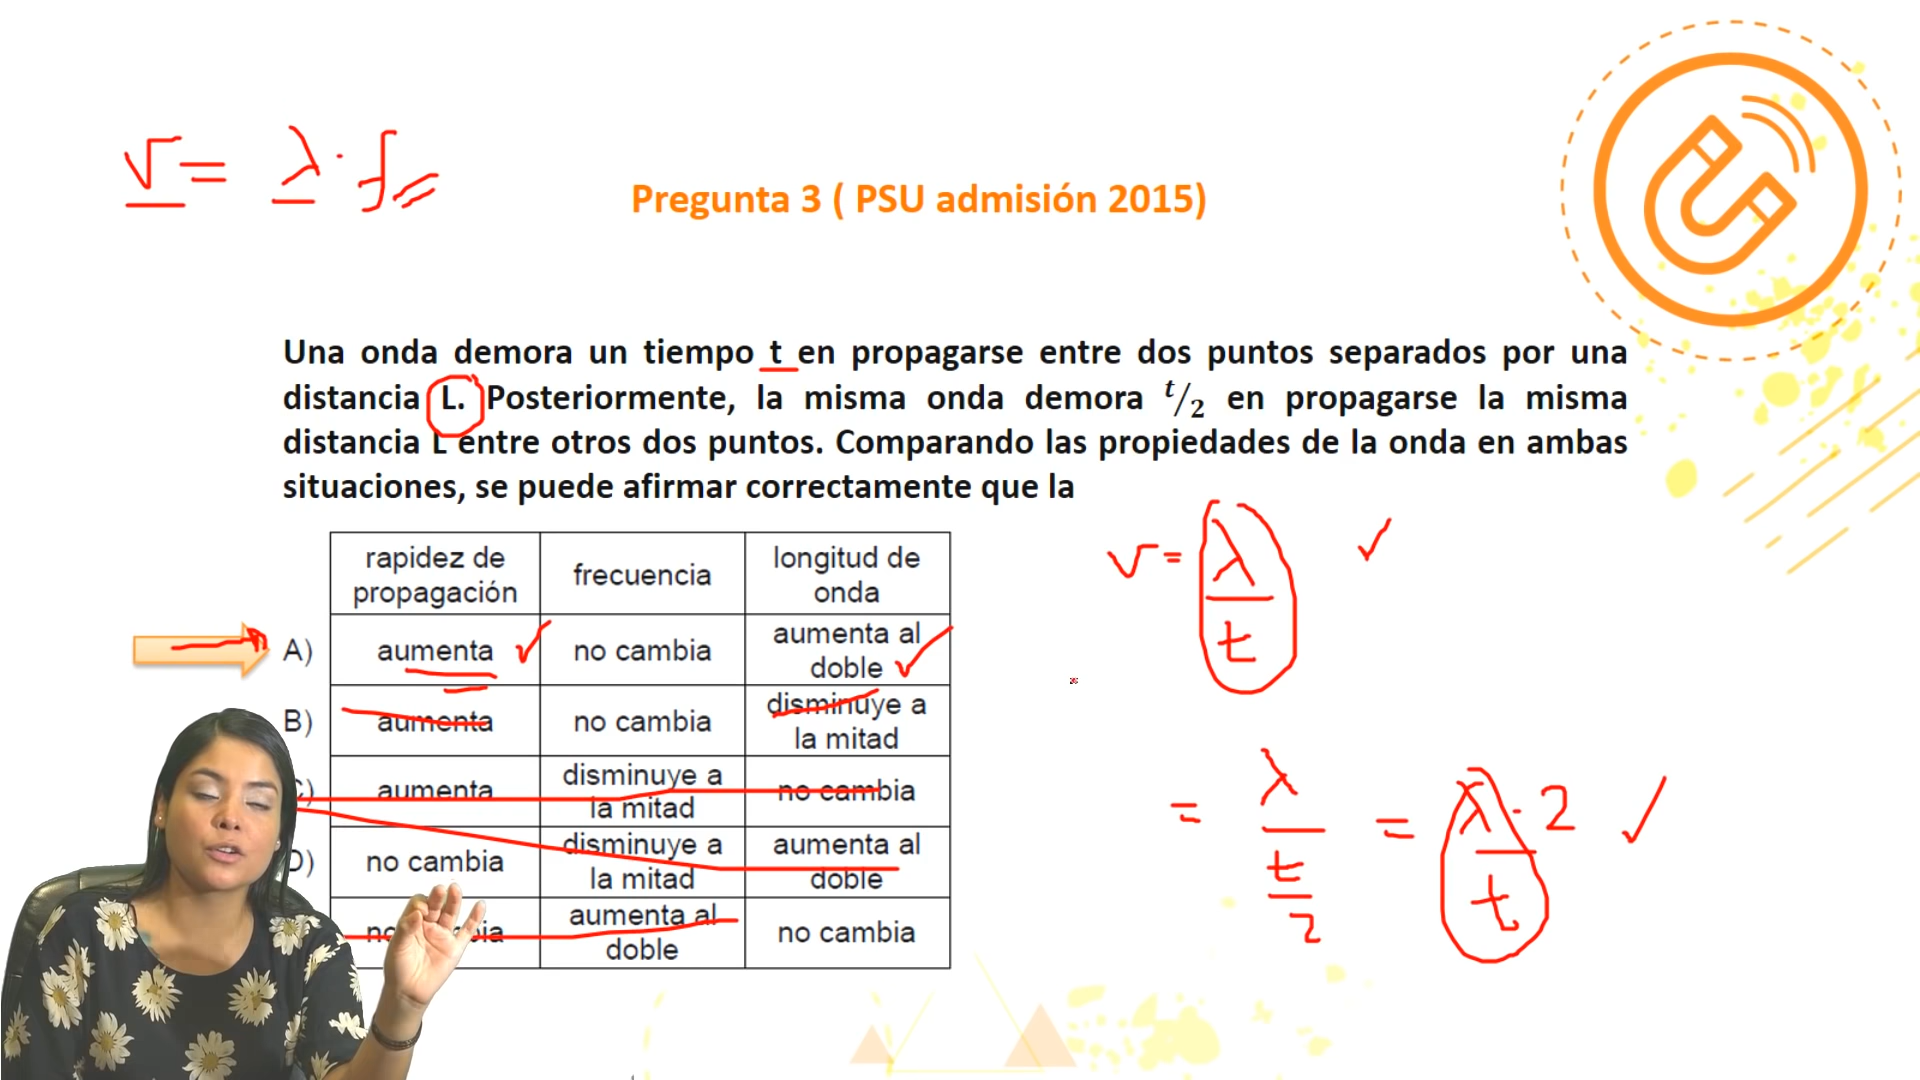 v = λ · f
Pregunta 3 ( PSU admisión 2015)
Una onda demora un tiempo t en propagarse entre dos puntos separados por una
distancia L. Posteriormente, la misma onda demora t/2 en propagarse la misma
distancia L entre otros dos puntos. Comparando las propiedades de la onda en ambas
situaciones, se puede afirmar correctamente que la
rapidez de propagación frecuencia longitud de onda
A) aumenta no cambia aumenta al doble
B) aumenta no cambia disminuye a la mitad
C) aumenta disminuye a la mitad no cambia
D) no cambia disminuye a la mitad aumenta al doble
aumenta al doble no cambia
v = λ
t
= λ = λ · 2
t t
2